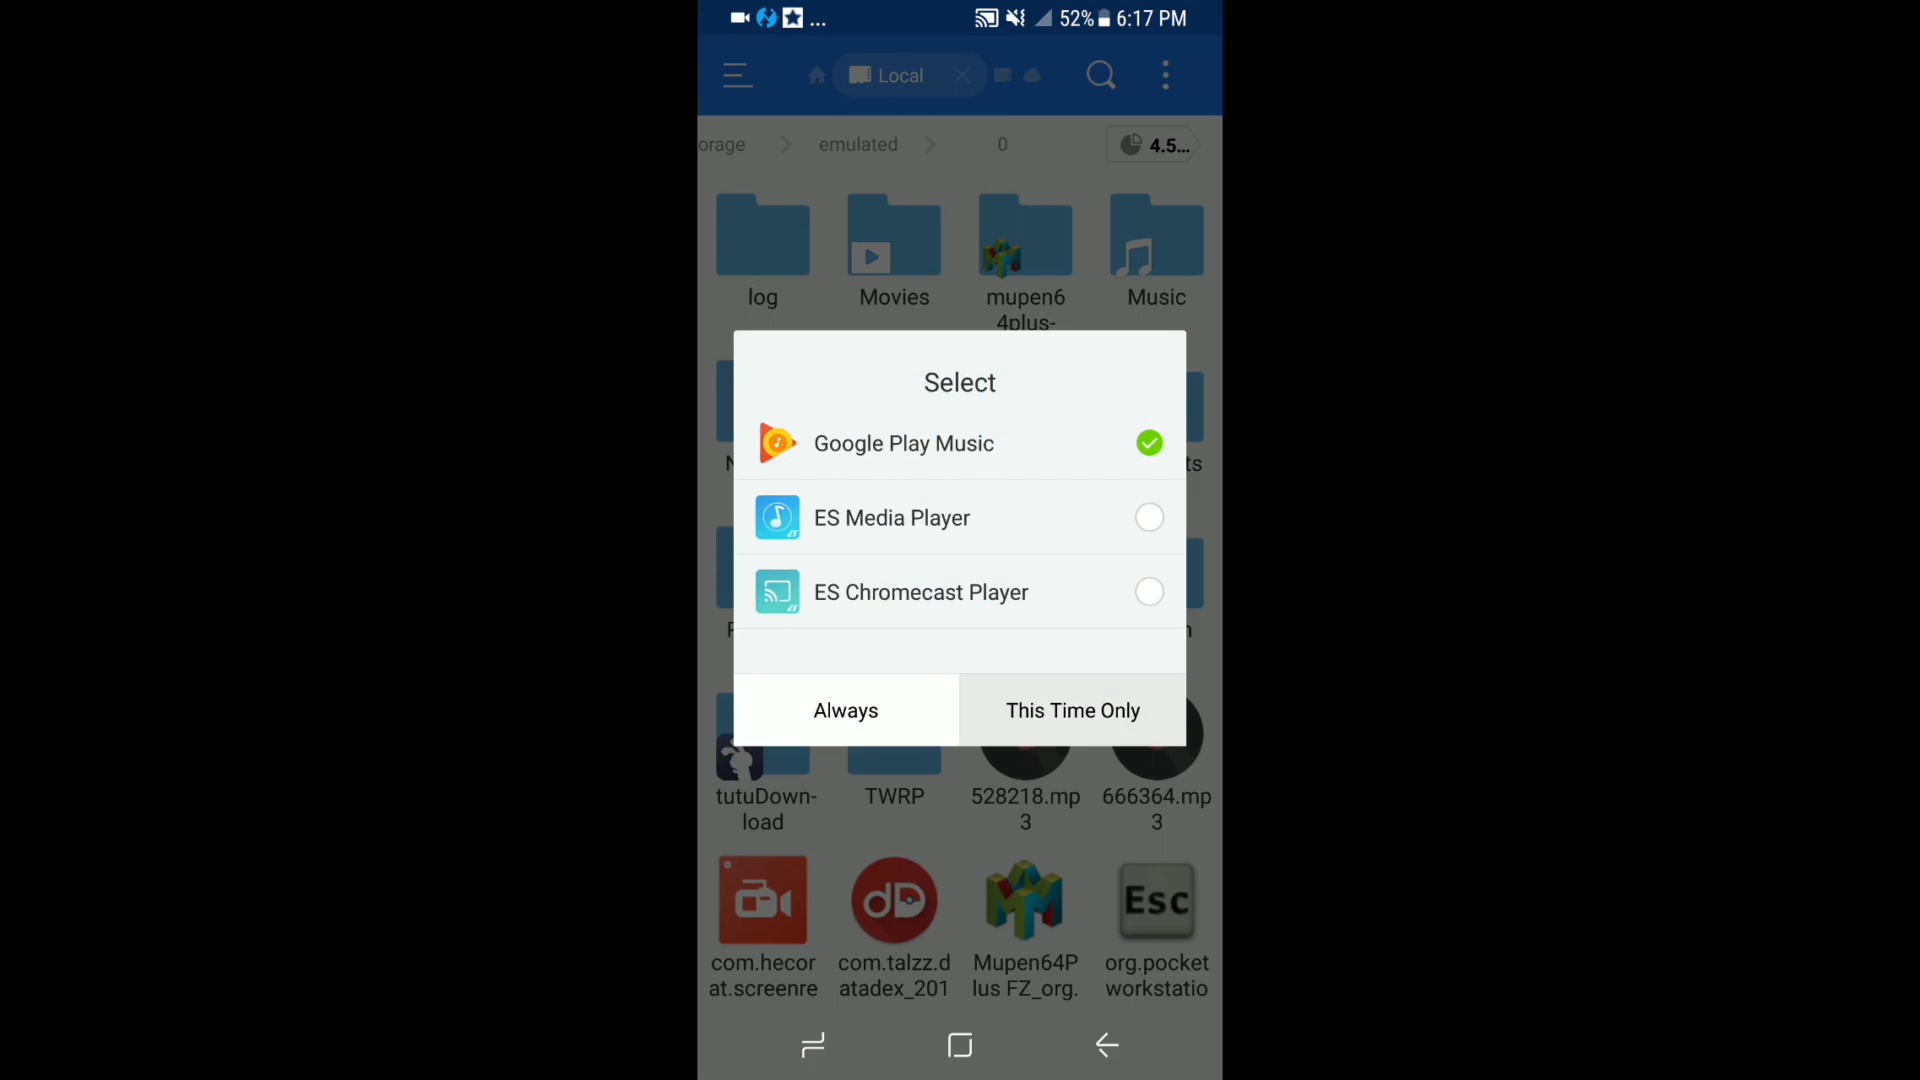 ... 52% 6:17 PM
Local
orage emulated 0 4.5...
log Movies mupen6 Music
4plus-
Select
Google Play Music
ES Media Player
ES Chromecast Player
ts
Always This Time Only
tutuDown- TWRP 528218.mp 666364.mp
load 3 3
dD Esc
com.hecor com.talzz.d Mupen64P org.pocket
at.screenre atadex_201 lus FZ_org. workstatio